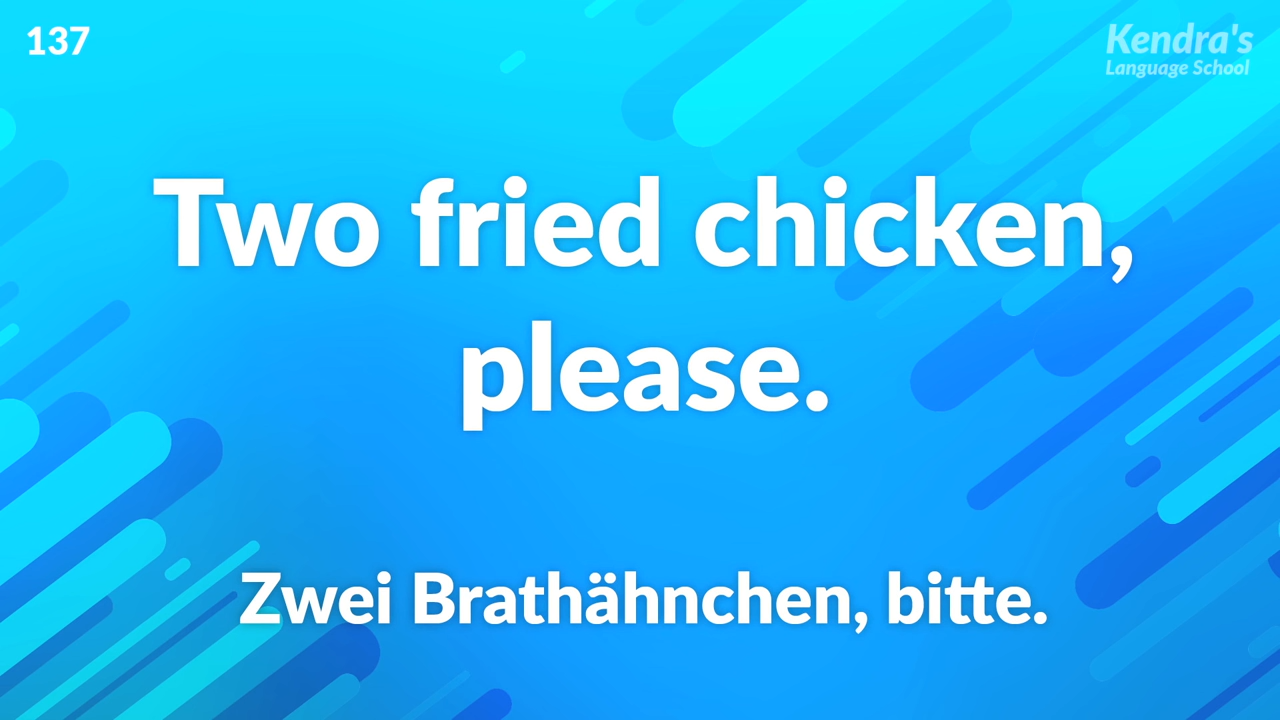 137
Kendra's
Language School
Two fried chicken,
please.
Zwei Brathähnchen, bitte.